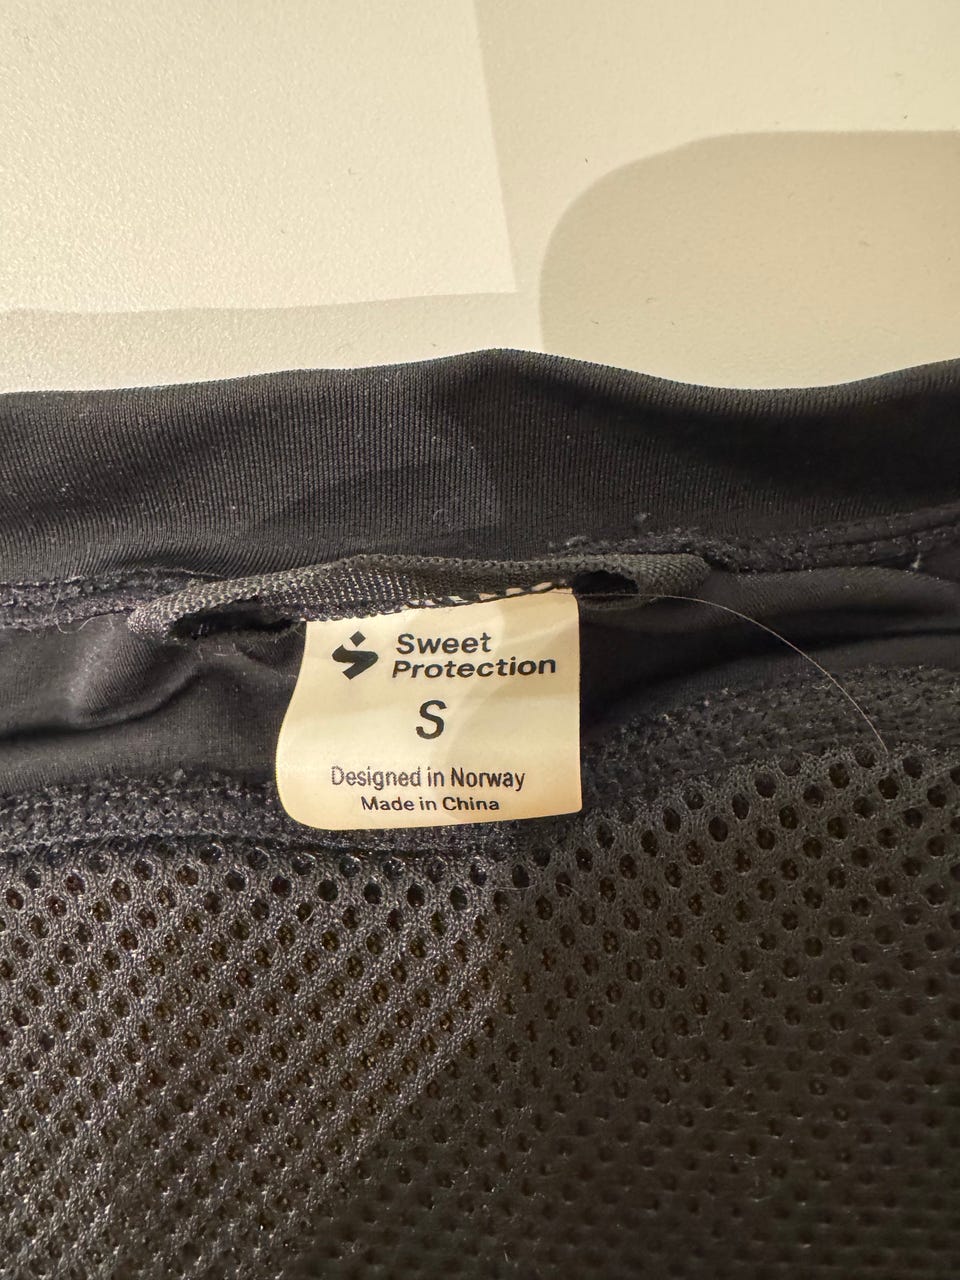 Sweet
Protection
S
Designed in Norway
Made in China